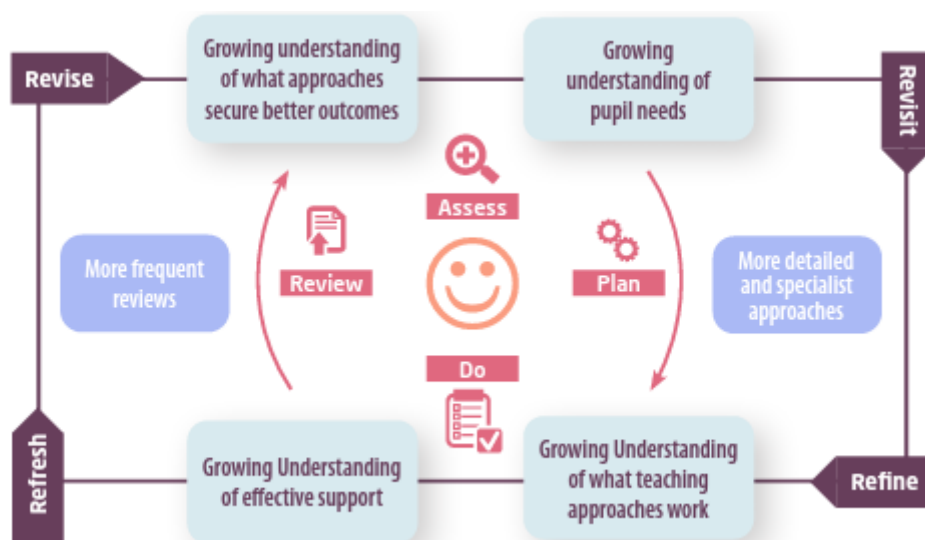 Revise
Growing understanding
of what approaches
secure better outcomes
Growing
understanding of
pupil needs
Revisit
Assess
More frequent
reviews
Review
Plan
More detailed
and specialist
approaches
Do
Refresh
Growing Understanding
of effective support
Growing Understanding
of what teaching
approaches work
Refine